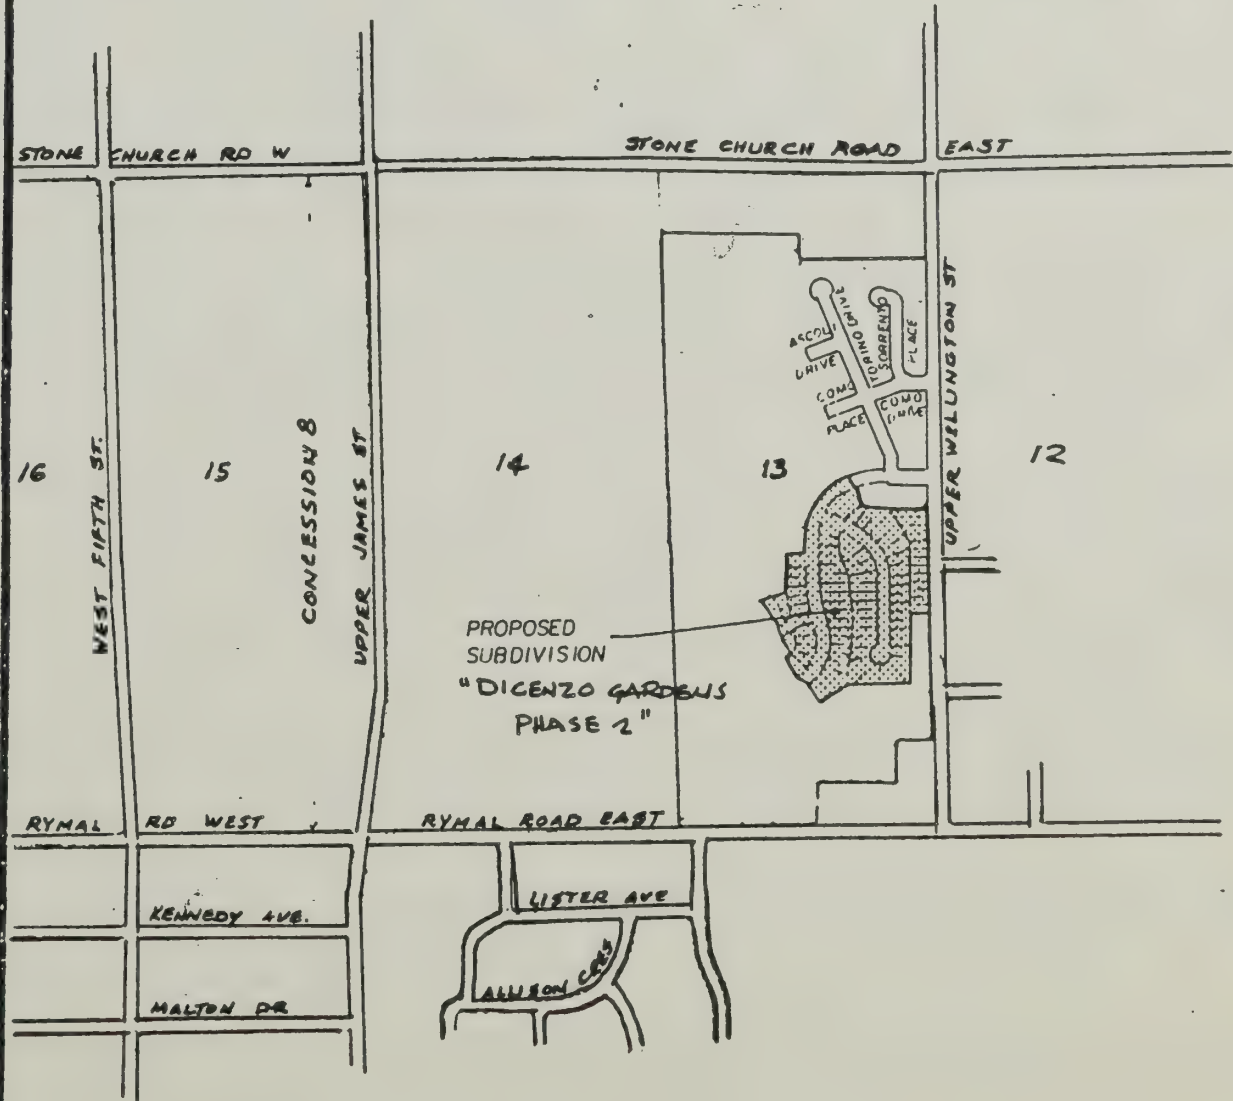 STONE CHURCH RD W
STONE CHURCH ROAD EAST
TORINO DRIVE
SORRENTO PLACE
ASCOLI DRIVE
COMO PLACE
COMO
UPPER WELLINGTON ST
16
WEST FIFTH ST.
15
CONCESSION 8
UPPER JAMES ST
14
13
12
PROPOSED
SUBDIVISION
"DICENZO GARDENS
PHASE 2"
RYMAL RD WEST
RYMAL ROAD EAST
KENNEDY AVE.
LISTER AVE
ALLISON CRES
MALTON DR